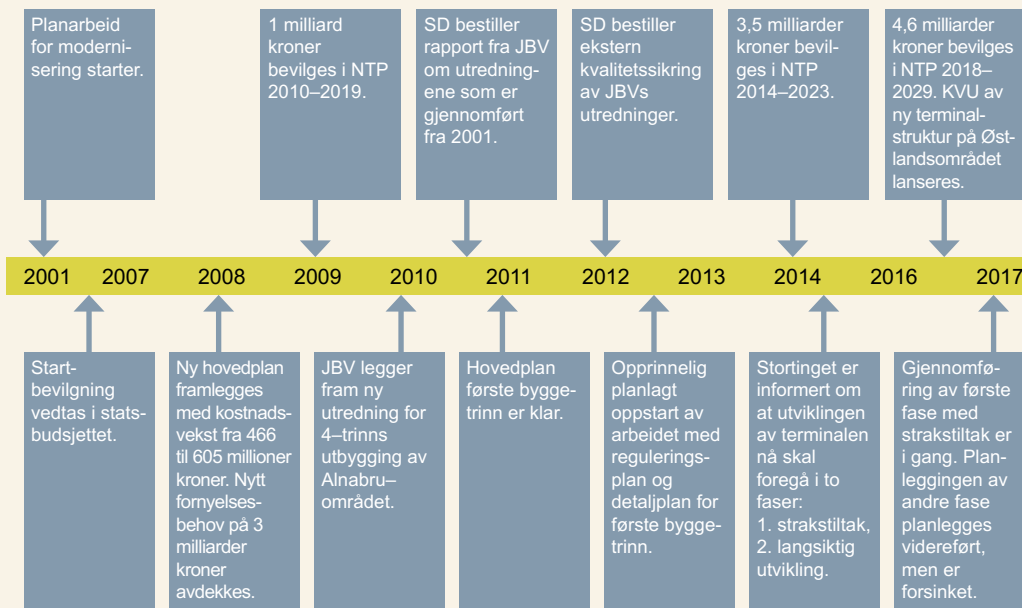 Planarbeid
for moderni-
sering starter.
1 milliard
kroner
bevilges i NTP
2010–2019.
SD bestiller
rapport fra JBV
om utredning-
ene som er
gjennomført
fra 2001.
SD bestiller
ekstern
kvalitetssikring
av JBVs
utredninger.
3,5 milliarder
kroner bevil-
ges i NTP
2014–2023.
4,6 milliarder
kroner bevilges
i NTP 2018–
2029. KVU av
ny terminal-
struktur på Øst-
landsområdet
lanseres.
2001 2007 2008 2009 2010 2011 2012 2013 2014 2016 2017
Start-
bevilgning
vedtas i stats-
budsjettet.
Ny hovedplan
framlegges
med kostnads-
vekst fra 466
til 605 millioner
kroner. Nytt
fornyelses-
behov på 3
milliarder
kroner
avdekkes.
JBV legger
fram ny
utredning for
4–trinns
utbygging av
Alnabru–
området.
Hovedplan
første bygge-
trinn er klar.
Opprinnelig
planlagt
oppstart av
arbeidet med
regulerings-
plan og
detaljplan for
første bygge-
trinn.
Stortinget er
informert om
at utviklingen
av terminalen
nå skal
foregå i to
faser:
1. strakstiltak,
2. langsiktig
utvikling.
Gjennomfø-
ring av første
fase med
strakstiltak er
i gang. Plan-
leggingen av
andre fase
planlegges
videreført,
men er
forsinket.